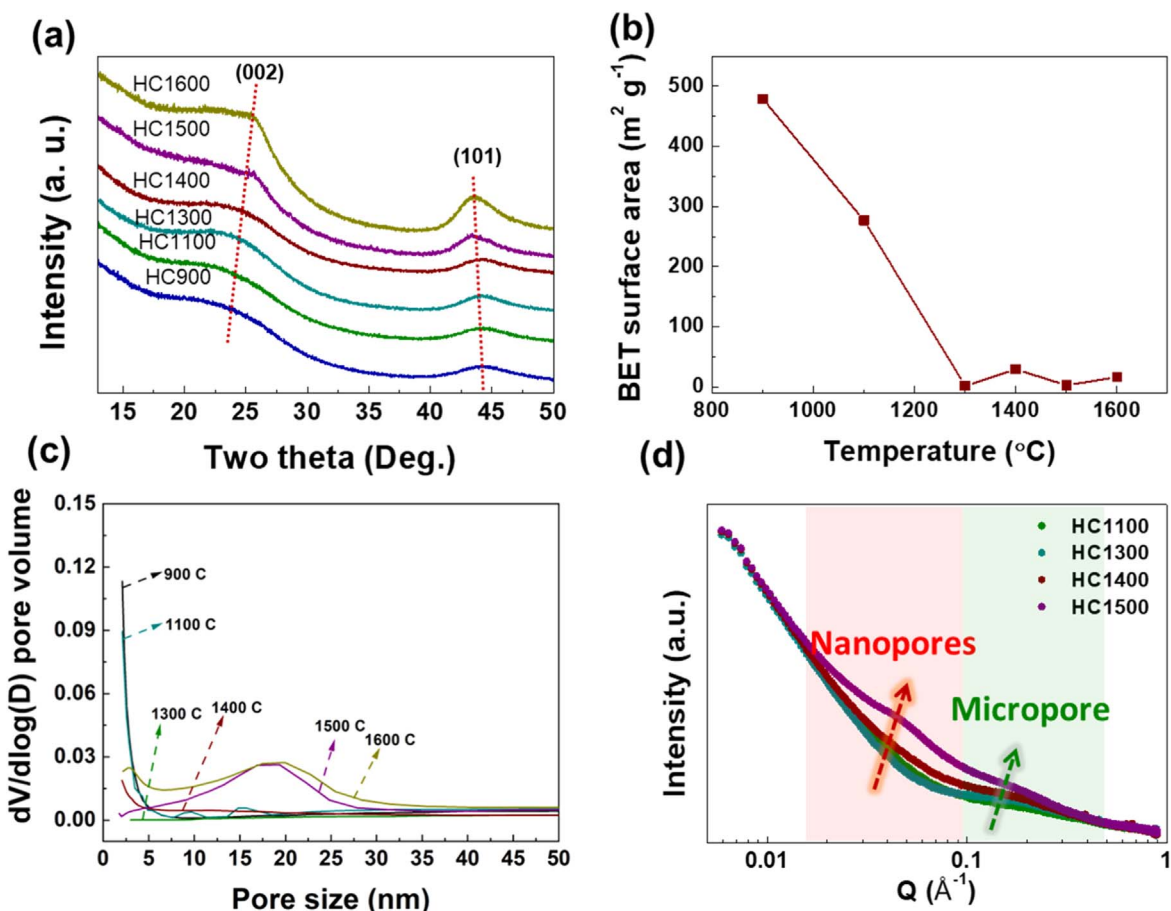 (a)
(002)
HC1600
HC1500
HC1400
HC1300
HC1100
HC900
(101)
Intensity (a. u.)
15 20 25 30 35 40 45 50
Two theta (Deg.)
(b)
BET surface area (m² g⁻¹)
500
400
300
200
100
0
800 1000 1200 1400 1600
Temperature (°C)
(c)
dV/dlog(D) pore volume
0.15
0.12
0.09
0.06
0.03
0.00
900 C
1100 C
1300 C
1400 C
1500 C
1600 C
0 5 10 15 20 25 30 35 40 45 50
Pore size (nm)
(d)
HC1100
HC1300
HC1400
HC1500
Nanopores
Micropore
Intensity (a.u.)
0.01 0.1 1
Q (Å⁻¹)